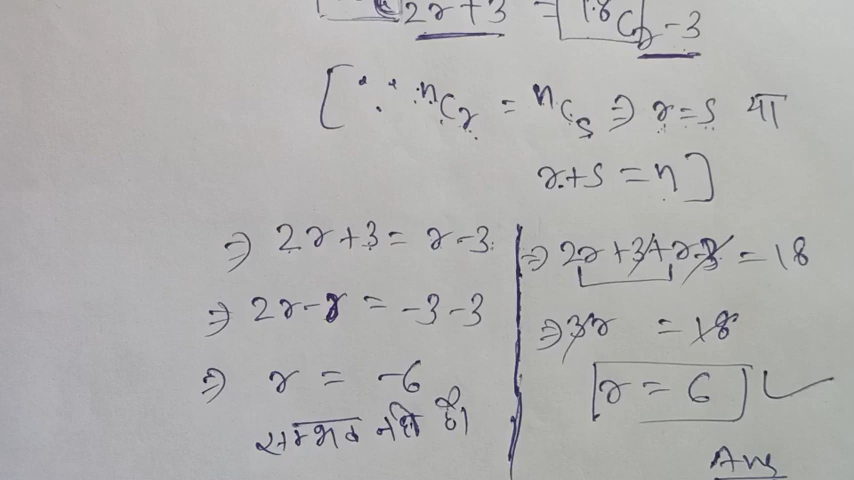 C2r+3 = 18Cr-3
[∵ nCr = nCs ⇒ r=s या
r+s = n]
⇒ 2r+3 = r-3
⇒ 2r-r = -3-3
⇒ r = -6
सम्भव नहीं है।
⇒ 2r+3+r-3 = 18
⇒ 3r = 18
r = 6 ✓
Ans